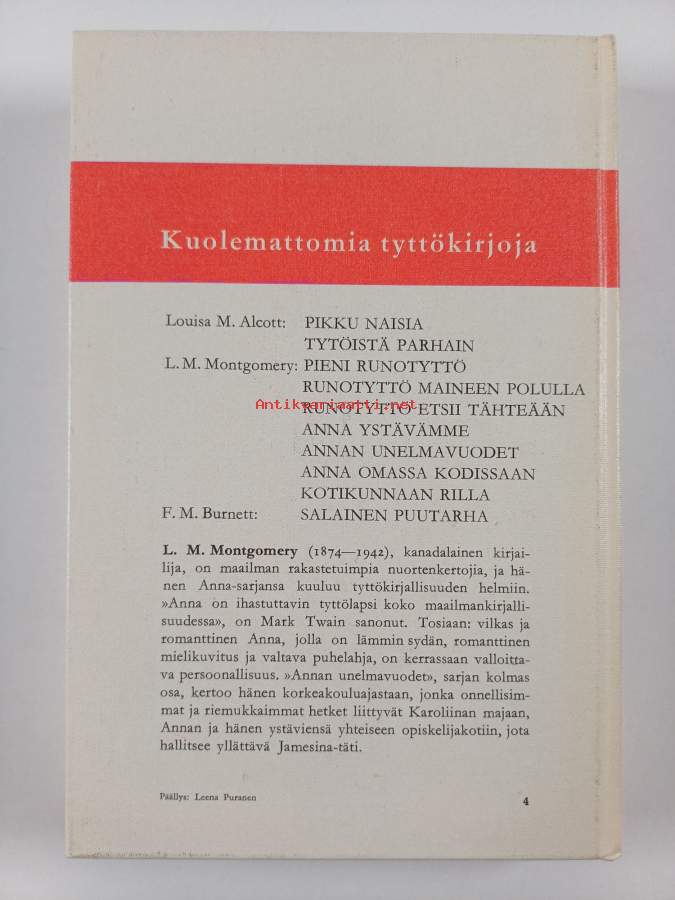 Kuolemattomia tyttökirjoja
Louisa M. Alcott: PIKKU NAISIA
TYTÖISTÄ PARHAIN
L. M. Montgomery: PIENI RUNOTYTTÖ
RUNOTYTTÖ MAINEEN POLULLA
Antikvariaatti.net
RUNOTYTTÖ ETSII TÄHTEÄÄN
ANNA YSTÄVÄMME
ANNAN UNELMAVUODET
ANNA OMASSA KODISSAAN
KOTIKUNNAAN RILLA
F. M. Burnett: SALAINEN PUUTARHA
L. M. Montgomery (1874—1942), kanadalainen kirjai-
lija, on maailman rakastetuimpia nuortenkertojia, ja hä-
nen Anna-sarjansa kuuluu tyttökirjallisuuden helmiin.
»Anna on ihastuttavin tyttölapsi koko maailmankirjalli-
suudessa», on Mark Twain sanonut. Tosiaan: vilkas ja
romanttinen Anna, jolla on lämmin sydän, romanttinen
mielikuvitus ja valtava puhelahja, on kerrassaan valloitta-
va persoonallisuus. »Annan unelmavuodet», sarjan kolmas
osa, kertoo hänen korkeakouluajastaan, jonka onnellisim-
mat ja riemukkaimmat hetket liittyvät Karoliinan majaan,
Annan ja hänen ystäviensä yhteiseen opiskelijakotiin, jota
hallitsee yllättävä Jamesina-täti.
Päällys: Leena Puranen
4